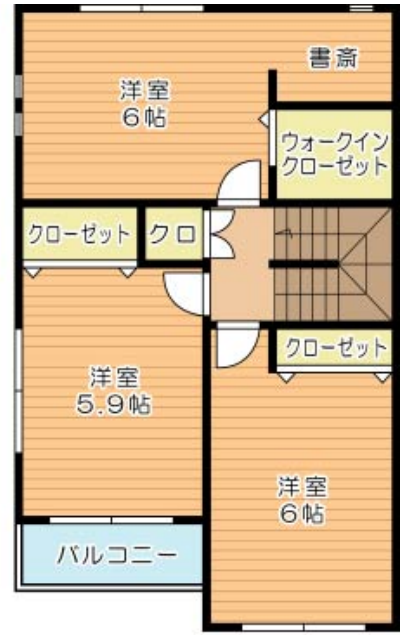 書斎
洋室
6帖
ウォークイン
クローゼット
クローゼット
クロ
クローゼット
洋室
5.9帖
洋室
6帖
バルコニー